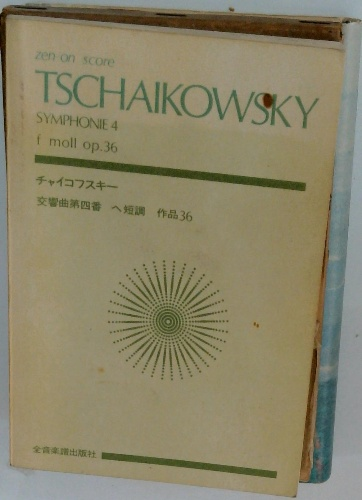 zen-on score
TSCHAIKOWSKY
SYMPHONIE 4
f moll op.36
チャイコフスキー
交響曲第四番 ヘ短調 作品36
全音楽譜出版社